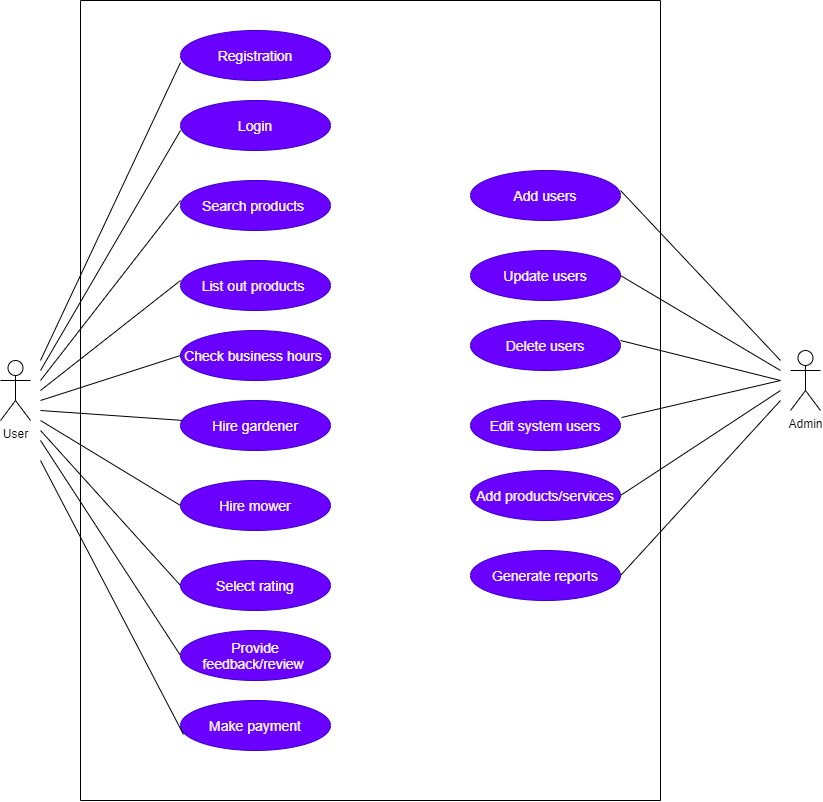 Registration
Login
Search products
List out products
Check business hours
Hire gardener
Hire mower
Select rating
Provide
feedback/review
Make payment
User
Add users
Update users
Delete users
Edit system users
Add products/services
Generate reports
Admin